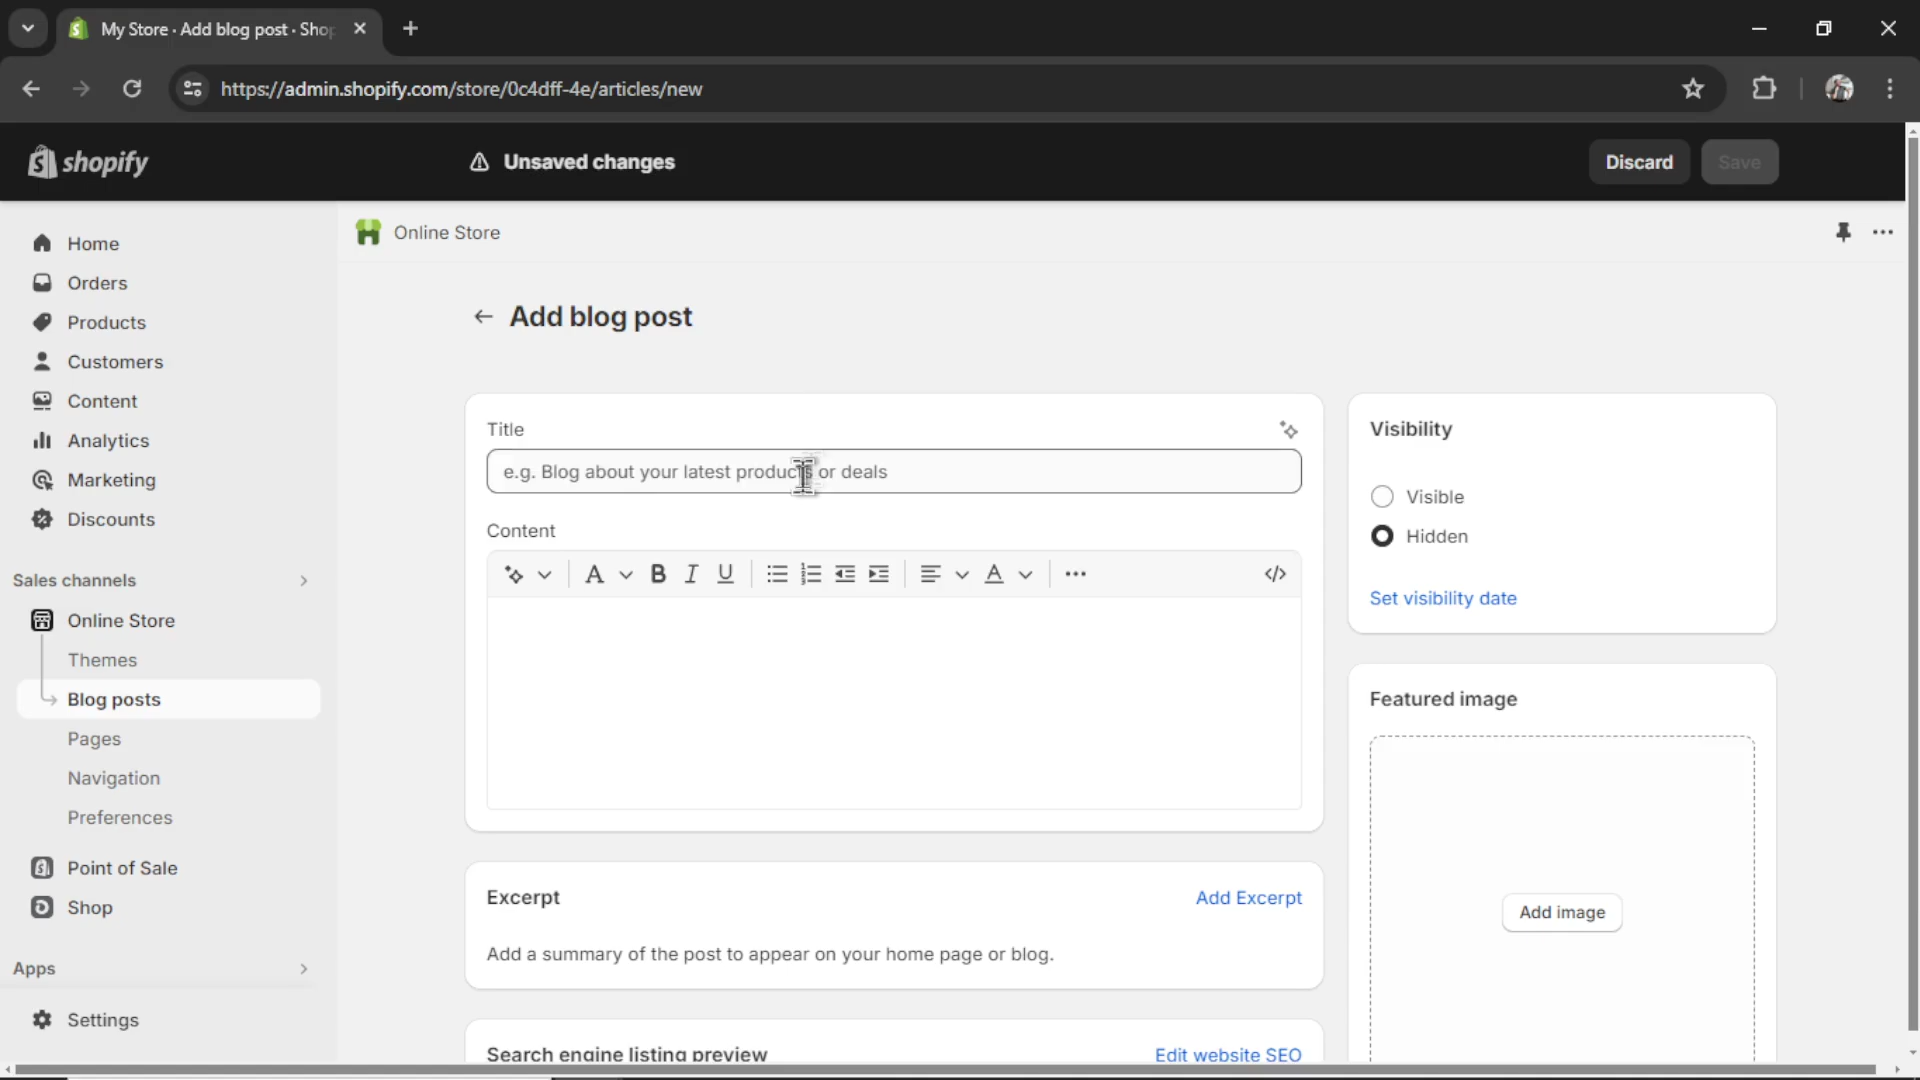 My Store · Add blog post · Shop
https://admin.shopify.com/store/0c4dff-4e/articles/new
shopify
Unsaved changes
Discard
Save
Home
Orders
Products
Customers
Content
Analytics
Marketing
Discounts
Sales channels
Online Store
Themes
Blog posts
Pages
Navigation
Preferences
Point of Sale
Shop
Apps
Settings
Online Store
Add blog post
Title
e.g. Blog about your latest products or deals
Content
Excerpt
Add Excerpt
Add a summary of the post to appear on your home page or blog.
Search engine listing preview
Edit website SEO
Visibility
Visible
Hidden
Set visibility date
Featured image
Add image